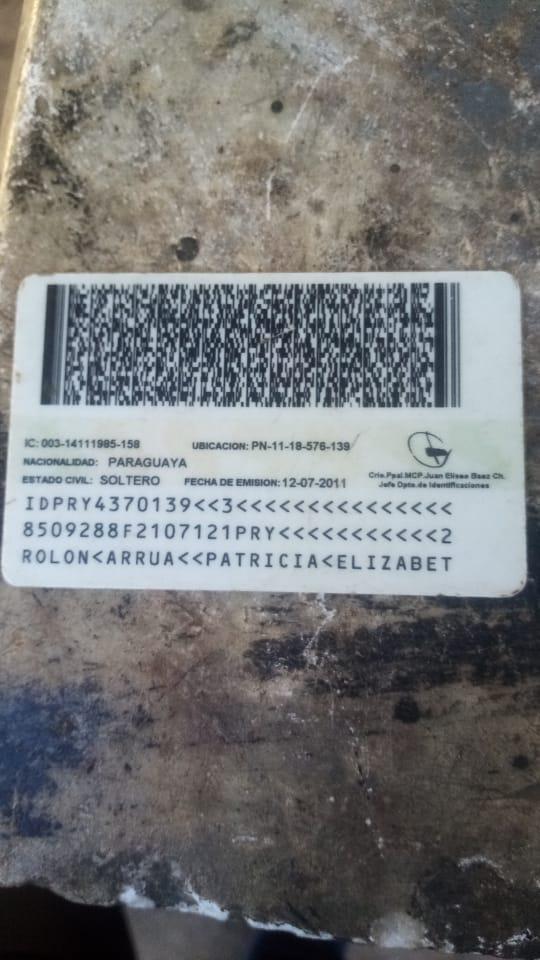 IC: 003-14111985-158 UBICACION: PN-11-18-576-139
NACIONALIDAD: PARAGUAYA
ESTADO CIVIL: SOLTERO FECHA DE EMISION: 12-07-2011
Crio.Ppal.MCP.Juan Eliseo Baez Ch.
Jefe Dpto.de Identificaciones
IDPRY4370139<<3<<<<<<<<<<<<<<<
8509288F2107121PRY<<<<<<<<<<<2
ROLON<ARRUA<<PATRICIA<ELIZABET